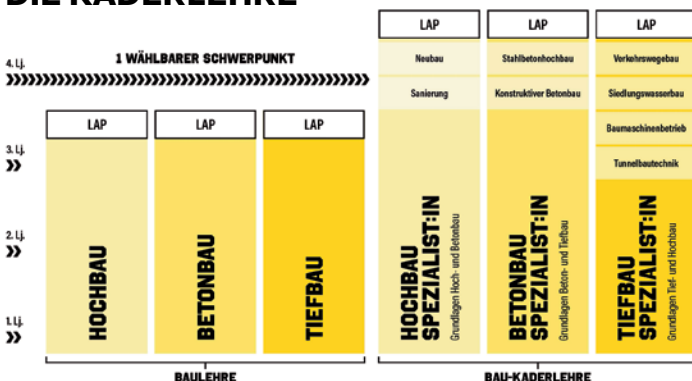 DIE KADERLEHRE
LAP
LAP
LAP
4. Lj.
1 WÄHLBARER SCHWERPUNKT
Neubau
Stahlbetonhochbau
Verkehrswegebau
Sanierung
Konstruktiver Betonbau
Siedlungswasserbau
LAP
LAP
LAP
Baumaschinenbetrieb
3. Lj.
Tunnelbautechnik
2. Lj.
1. Lj.
HOCHBAU
BETONBAU
TIEFBAU
HOCHBAU
SPEZIALIST:IN
Grundlagen Hoch- und Betonbau
BETONBAU
SPEZIALIST:IN
Grundlagen Beton- und Tiefbau
TIEFBAU
SPEZIALIST:IN
Grundlagen Tief- und Hochbau
BAULEHRE
BAU-KADERLEHRE